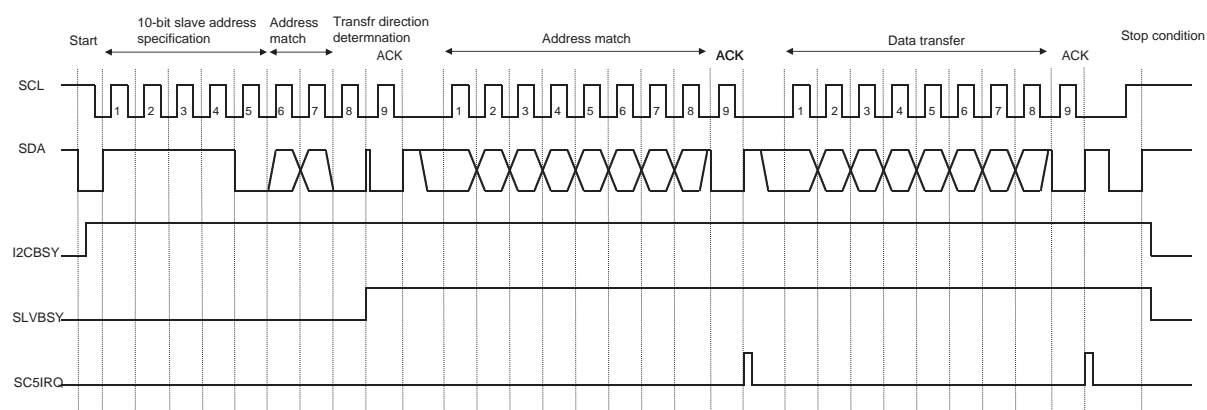 Start
10-bit slave address
specification
Address
match
Transfr direction
determnation
ACK
Address match
ACK
Data transfer
ACK
Stop condition
SCL
1 2 3 4 5 6 7 8 9
1 2 3 4 5 6 7 8 9
1 2 3 4 5 6 7 8 9
SDA
I2CBSY
SLVBSY
SC5IRQ